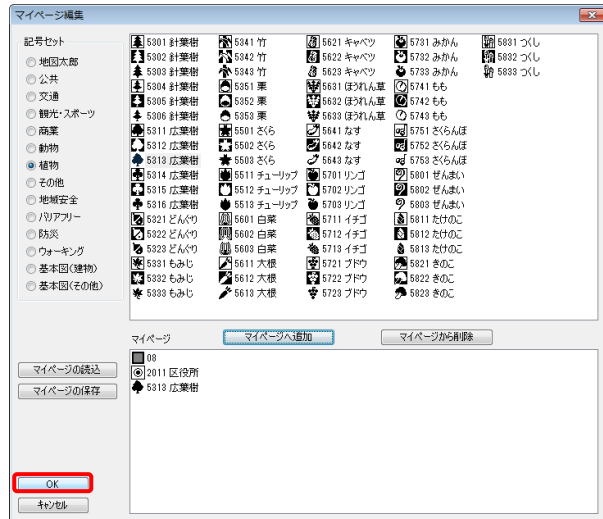 マイページ編集
記号セット
地図太郎
公共
交通
観光・スポーツ
商業
動物
植物
その他
地域安全
バリアフリー
防災
ウォーキング
基本図(建物)
基本図(その他)
5301 針葉樹
5302 針葉樹
5303 針葉樹
5304 針葉樹
5305 針葉樹
5306 針葉樹
5311 広葉樹
5312 広葉樹
5313 広葉樹
5314 広葉樹
5315 広葉樹
5316 広葉樹
5321 どんぐり
5322 どんぐり
5323 どんぐり
5331 もみじ
5332 もみじ
5333 もみじ
5341 竹
5342 竹
5343 竹
5351 栗
5352 栗
5353 栗
5501 さくら
5502 さくら
5503 さくら
5511 チューリップ
5512 チューリップ
5513 チューリップ
5601 白菜
5602 白菜
5603 白菜
5611 大根
5612 大根
5613 大根
5621 キャベツ
5622 キャベツ
5623 キャベツ
5631 ほうれん草
5632 ほうれん草
5633 ほうれん草
5641 なす
5642 なす
5643 なす
5701 リンゴ
5702 リンゴ
5703 リンゴ
5711 イチゴ
5712 イチゴ
5713 イチゴ
5721 ブドウ
5722 ブドウ
5723 ブドウ
5731 みかん
5732 みかん
5733 みかん
5741 もも
5742 もも
5743 もも
5751 さくらんぼ
5752 さくらんぼ
5753 さくらんぼ
5801 ぜんまい
5802 ぜんまい
5803 ぜんまい
5811 たけのこ
5812 たけのこ
5813 たけのこ
5821 きのこ
5822 きのこ
5823 きのこ
5831 つくし
5832 つくし
5833 つくし
マイページ
マイページへ追加
マイページから削除
08
2011 区役所
5313 広葉樹
マイページの読込
マイページの保存
OK
キャンセル